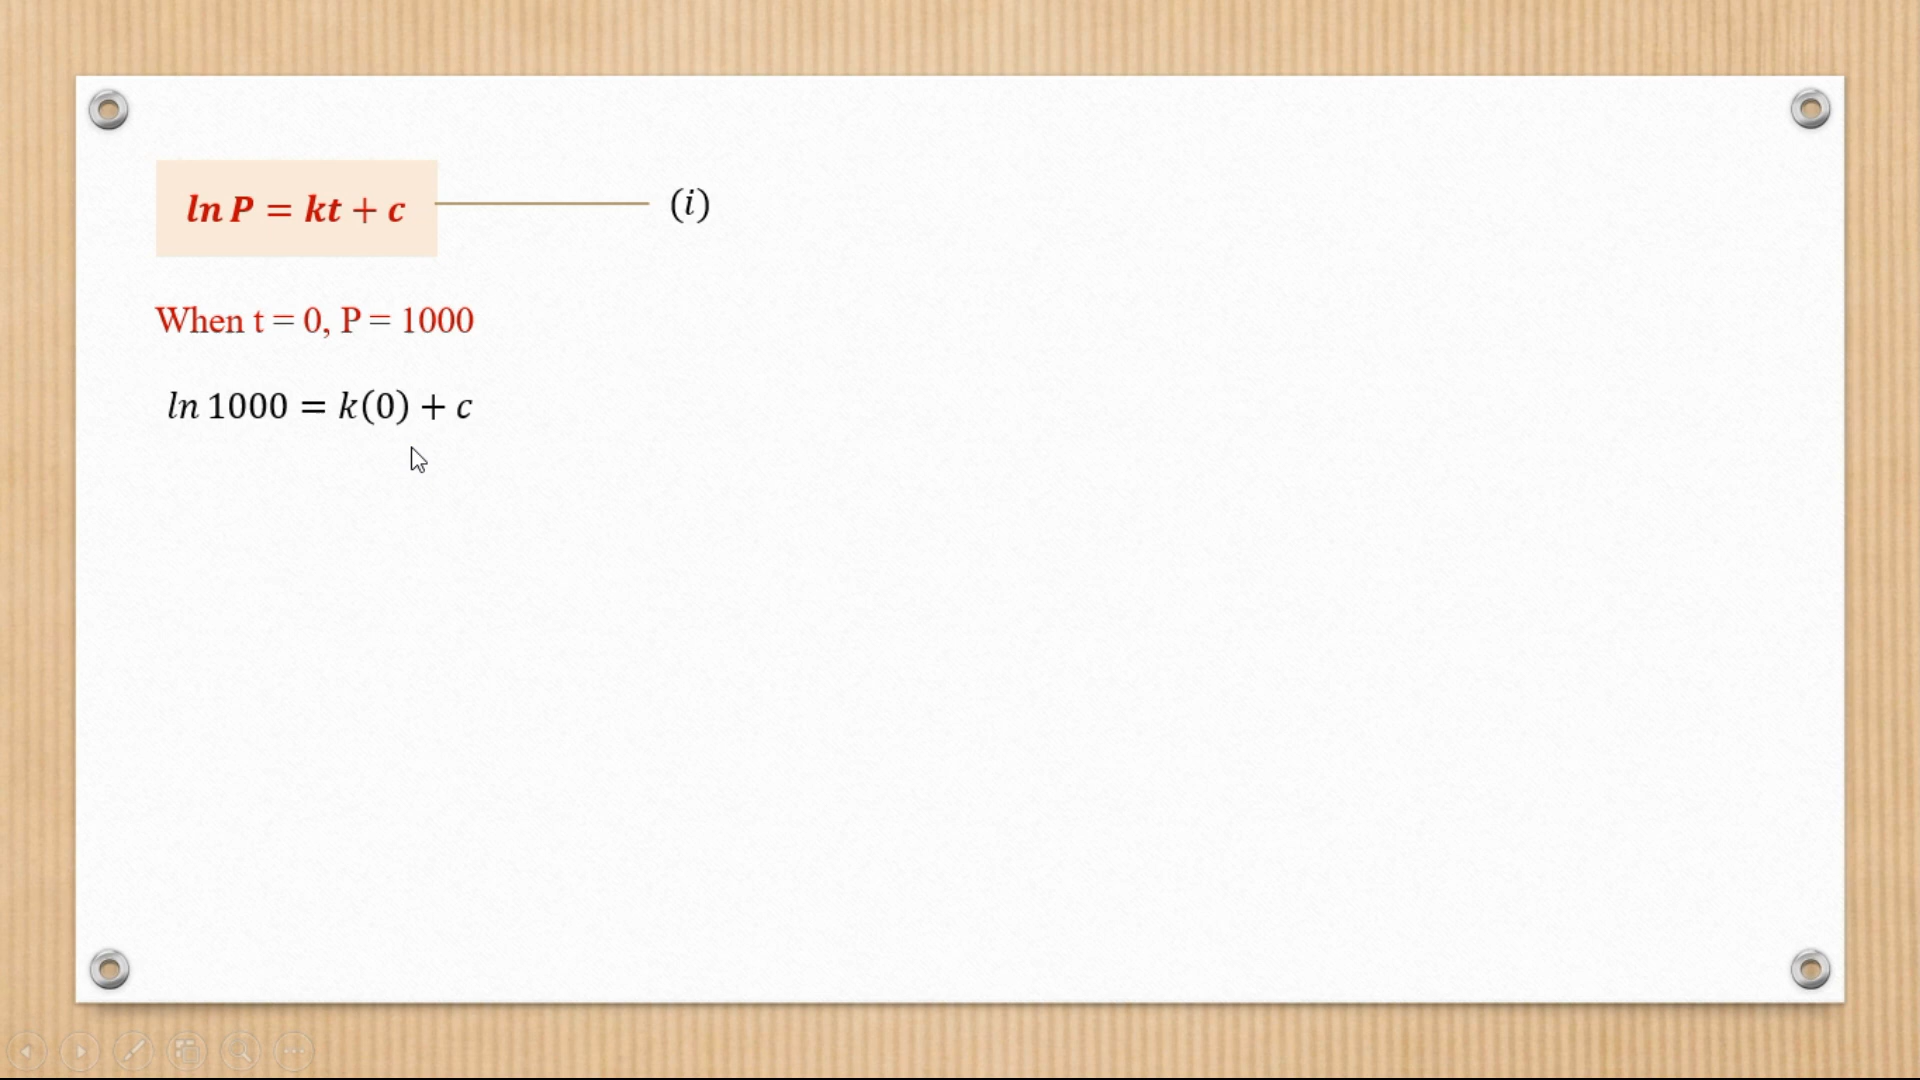 ln P = kt + c (i)
When t = 0, P = 1000
ln 1000 = k(0) + c